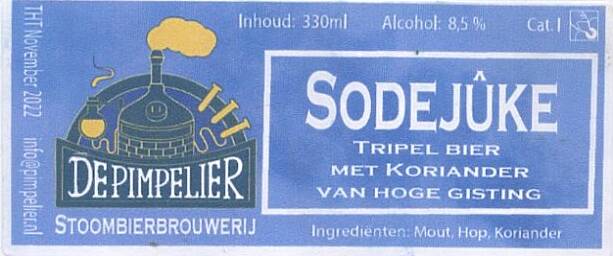 THT November 2022 info@pimpelier.nl
Inhoud: 330ml Alcohol: 8,5 % Cat. I
DE PIMPELIER
STOOMBIERBROUWERIJ
SODEJÛKE
TRIPEL BIER
MET KORIANDER
VAN HOGE GISTING
Ingrediënten: Mout, Hop, Koriander